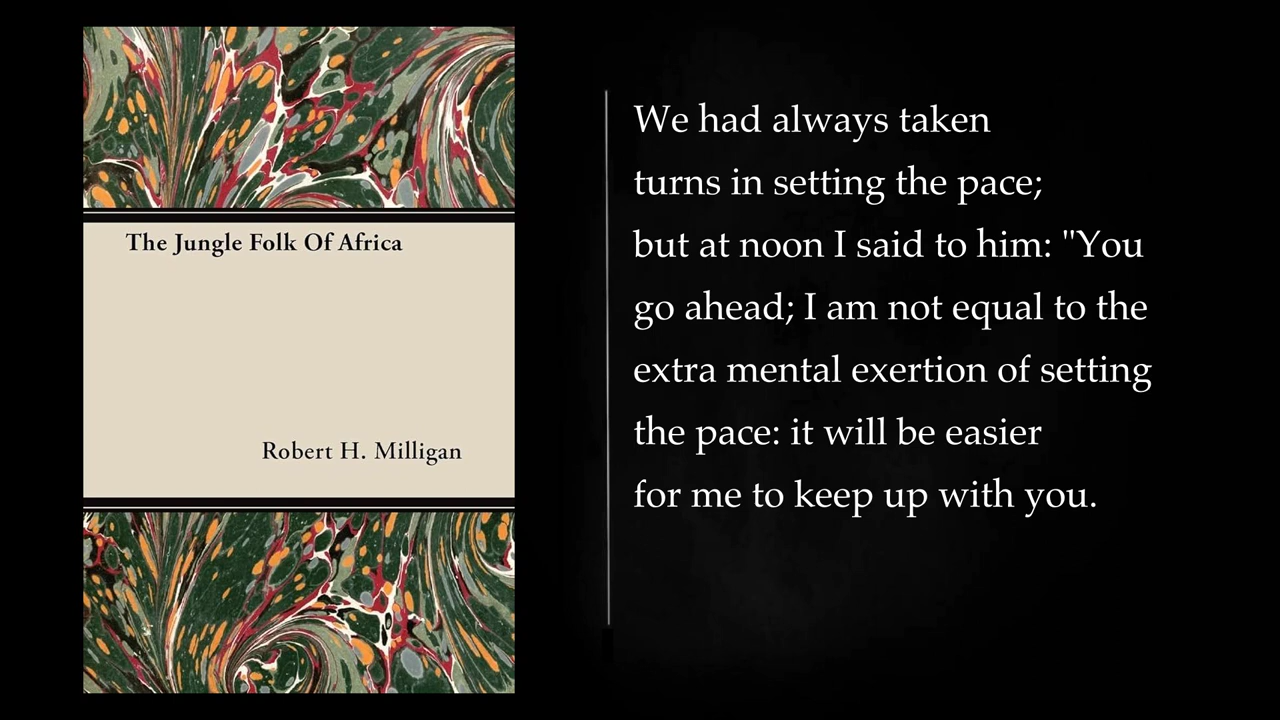 The Jungle Folk Of Africa
Robert H. Milligan
We had always taken
turns in setting the pace;
but at noon I said to him: "You
go ahead; I am not equal to the
extra mental exertion of setting
the pace: it will be easier
for me to keep up with you.